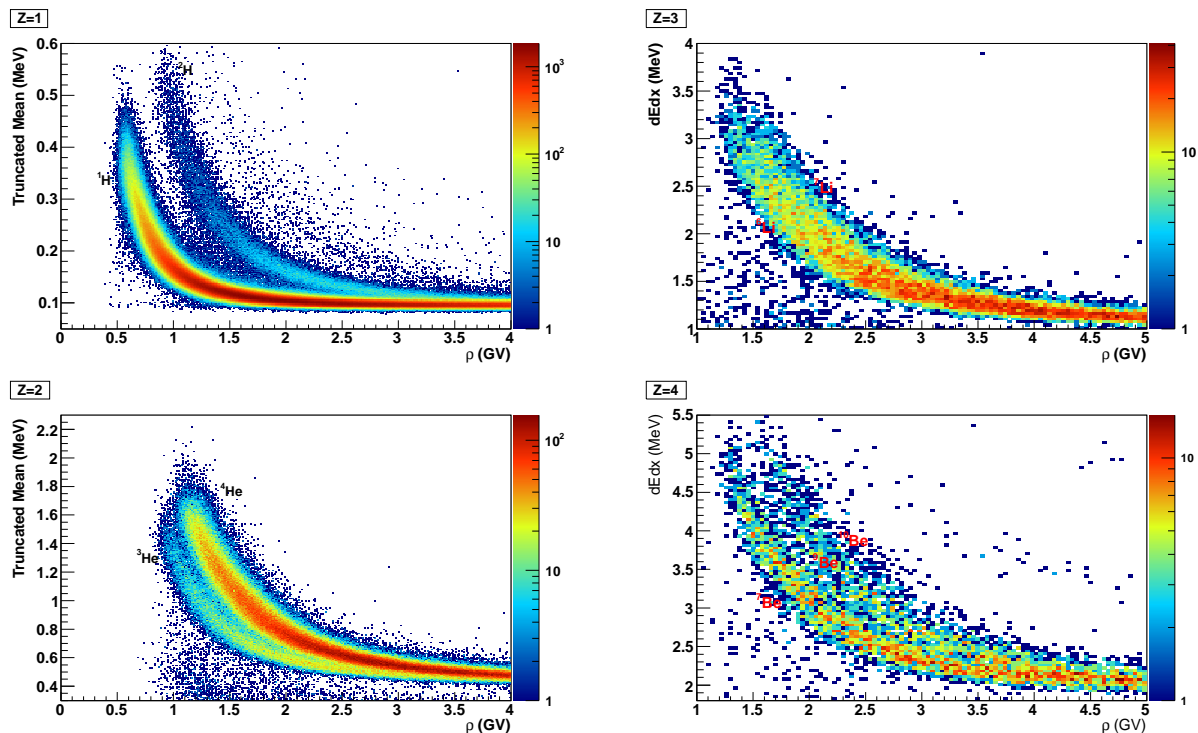 Z=1
Truncated Mean (MeV)
0.6
0.5
0.4
0.3
0.2
0.1
¹H
H
0 0.5 1 1.5 2 2.5 3 3.5 4
ρ (GV)
10³
10²
10
1
Z=3
dEdx (MeV)
4
3.5
3
2.5
2
1.5
1
Li
1 1.5 2 2.5 3 3.5 4 4.5 5
ρ (GV)
10
1
Z=2
Truncated Mean (MeV)
2.2
2
1.8
1.6
1.4
1.2
1
0.8
0.6
0.4
⁴He
³He
0 0.5 1 1.5 2 2.5 3 3.5 4
ρ (GV)
10²
10
1
Z=4
dEdx (MeV)
5.5
5
4.5
4
3.5
3
2.5
2
Be
Be
Be
1 1.5 2 2.5 3 3.5 4 4.5 5
ρ (GV)
10
1